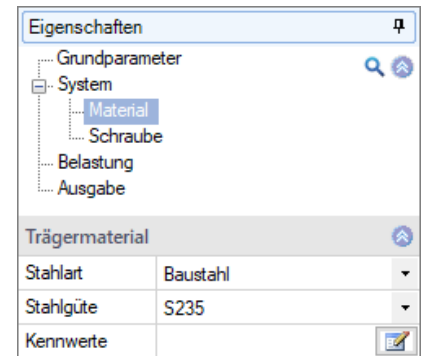 Eigenschaften
Grundparameter
System
Material
Schraube
Belastung
Ausgabe
Trägermaterial
Stahlart Baustahl
Stahlgüte S235
Kennwerte